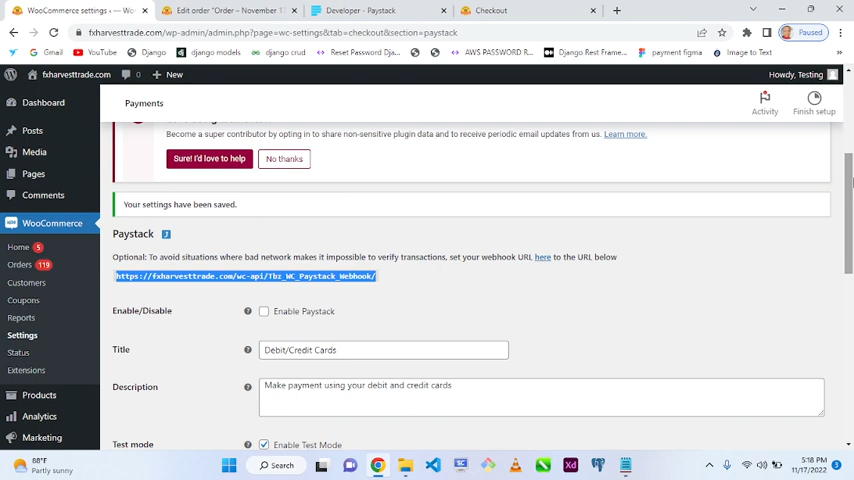 WooCommerce settings ‹ — Woo
Edit order "Order – November 17
Developer - Paystack
Checkout
fxharvesttrade.com/wp-admin/admin.php?page=wc-settings&tab=checkout&section=paystack
Paused
Gmail
YouTube
Django
django models
django crud
Reset Password Dj...
AWS PASSWORD R...
Django Rest Framew...
payment figma
Image to Text
fxharvesttrade.com
0
New
Howdy, Testing
Dashboard
Posts
Media
Pages
Comments
WooCommerce
Home 5
Orders 119
Customers
Coupons
Reports
Settings
Status
Extensions
Products
Analytics
Marketing
Payments
Activity
Finish setup
Become a super contributor by opting in to share non-sensitive plugin data and to receive periodic email updates from us. Learn more.
Sure! I'd love to help
No thanks
Your settings have been saved.
Paystack
Optional: To avoid situations where bad network makes it impossible to verify transactions, set your webhook URL here to the URL below
https://fxharvesttrade.com/wc-api/Tbz_WC_Paystack_Webhook/
Enable/Disable
Enable Paystack
Title
Debit/Credit Cards
Description
Make payment using your debit and credit cards
Test mode
Enable Test Mode
88°F
Partly sunny
Search
5:18 PM
11/17/2022
3